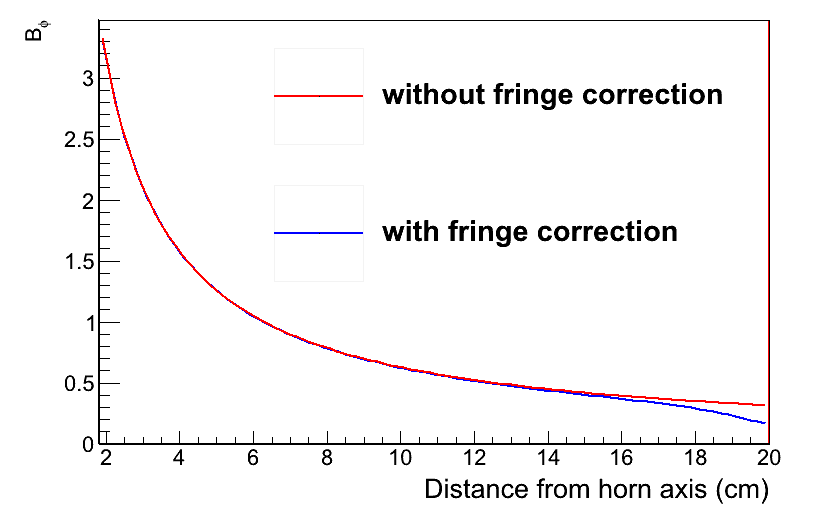 Bϕ
3
2.5
2
1.5
1
0.5
0
without fringe correction
with fringe correction
2 4 6 8 10 12 14 16 18 20
Distance from horn axis (cm)